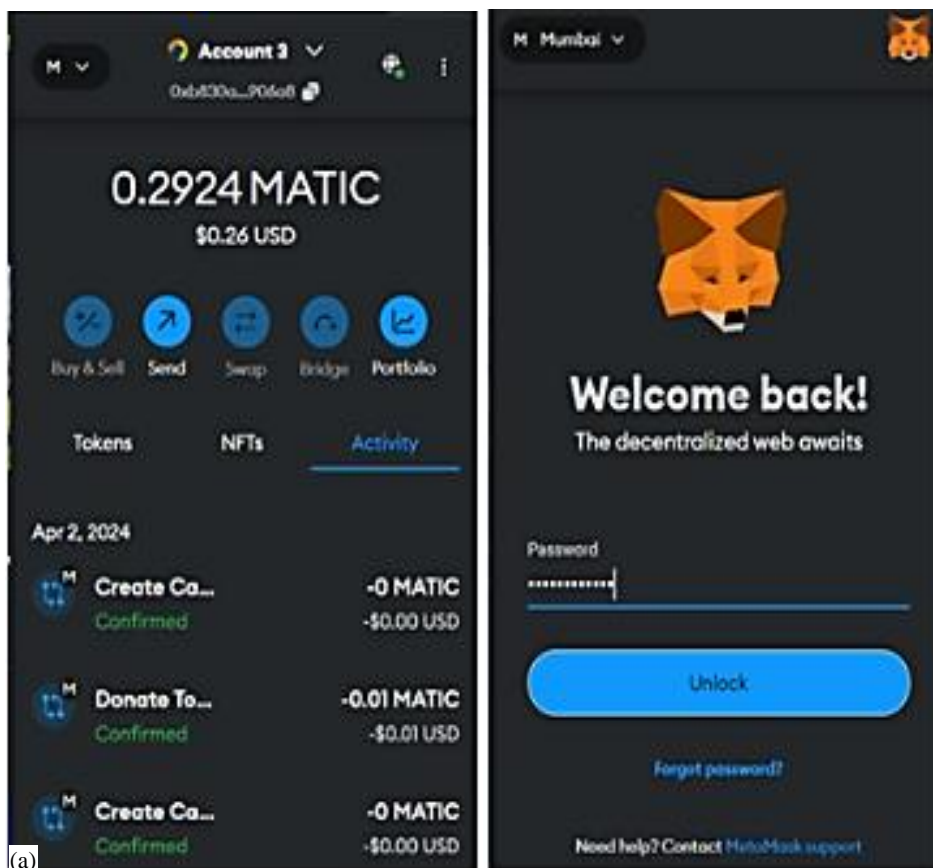 M
Account 3
0.2924 MATIC
$0.26 USD
Buy & Sell Send Swap Bridge Portfolio
Tokens NFTs Activity
Apr 2, 2024
M
Create Ca... -0 MATIC
Confirmed -$0.00 USD
M
Donate To... -0.01 MATIC
Confirmed -$0.01 USD
M
Create Ca... -0 MATIC
Confirmed -$0.00 USD
(a)
M Mumbai
Welcome back!
The decentralized web awaits
Password
Unlock
Forgot password?
Need help? Contact MetaMask support